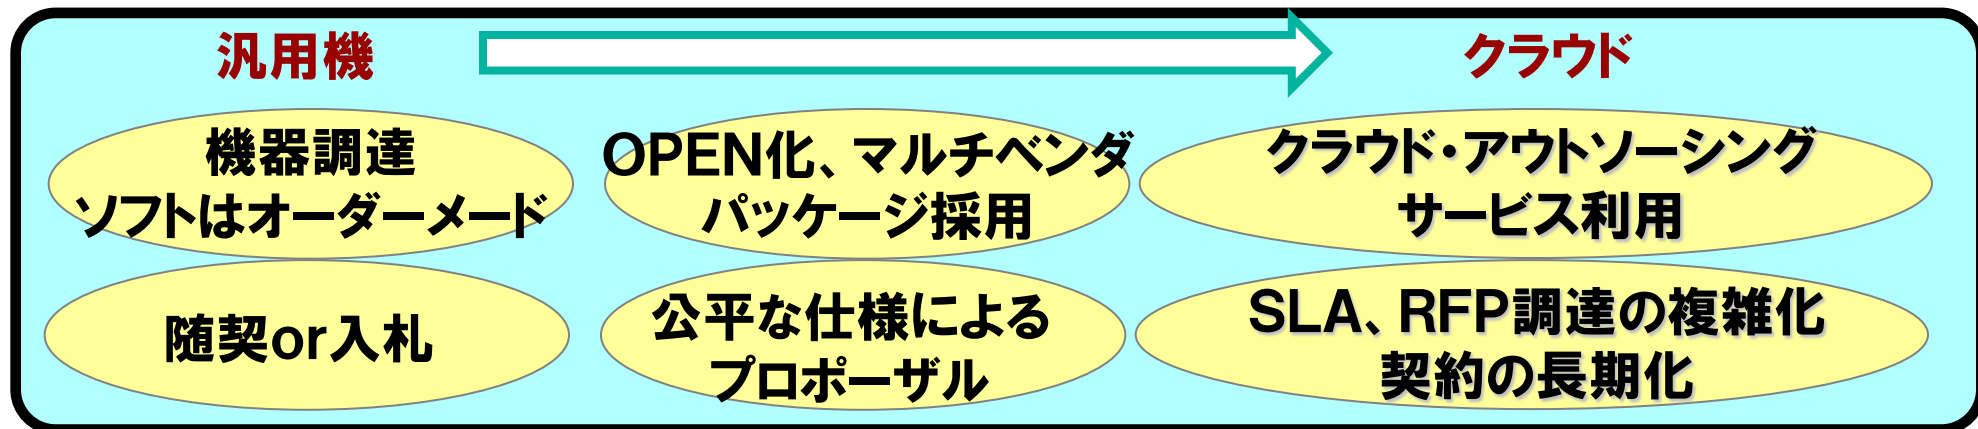 汎用機
クラウド
機器調達
ソフトはオーダーメード
OPEN化、マルチベンダ
パッケージ採用
クラウド・アウトソーシング
サービス利用
随契or入札
公平な仕様による
プロポーザル
SLA、RFP調達の複雑化
契約の長期化